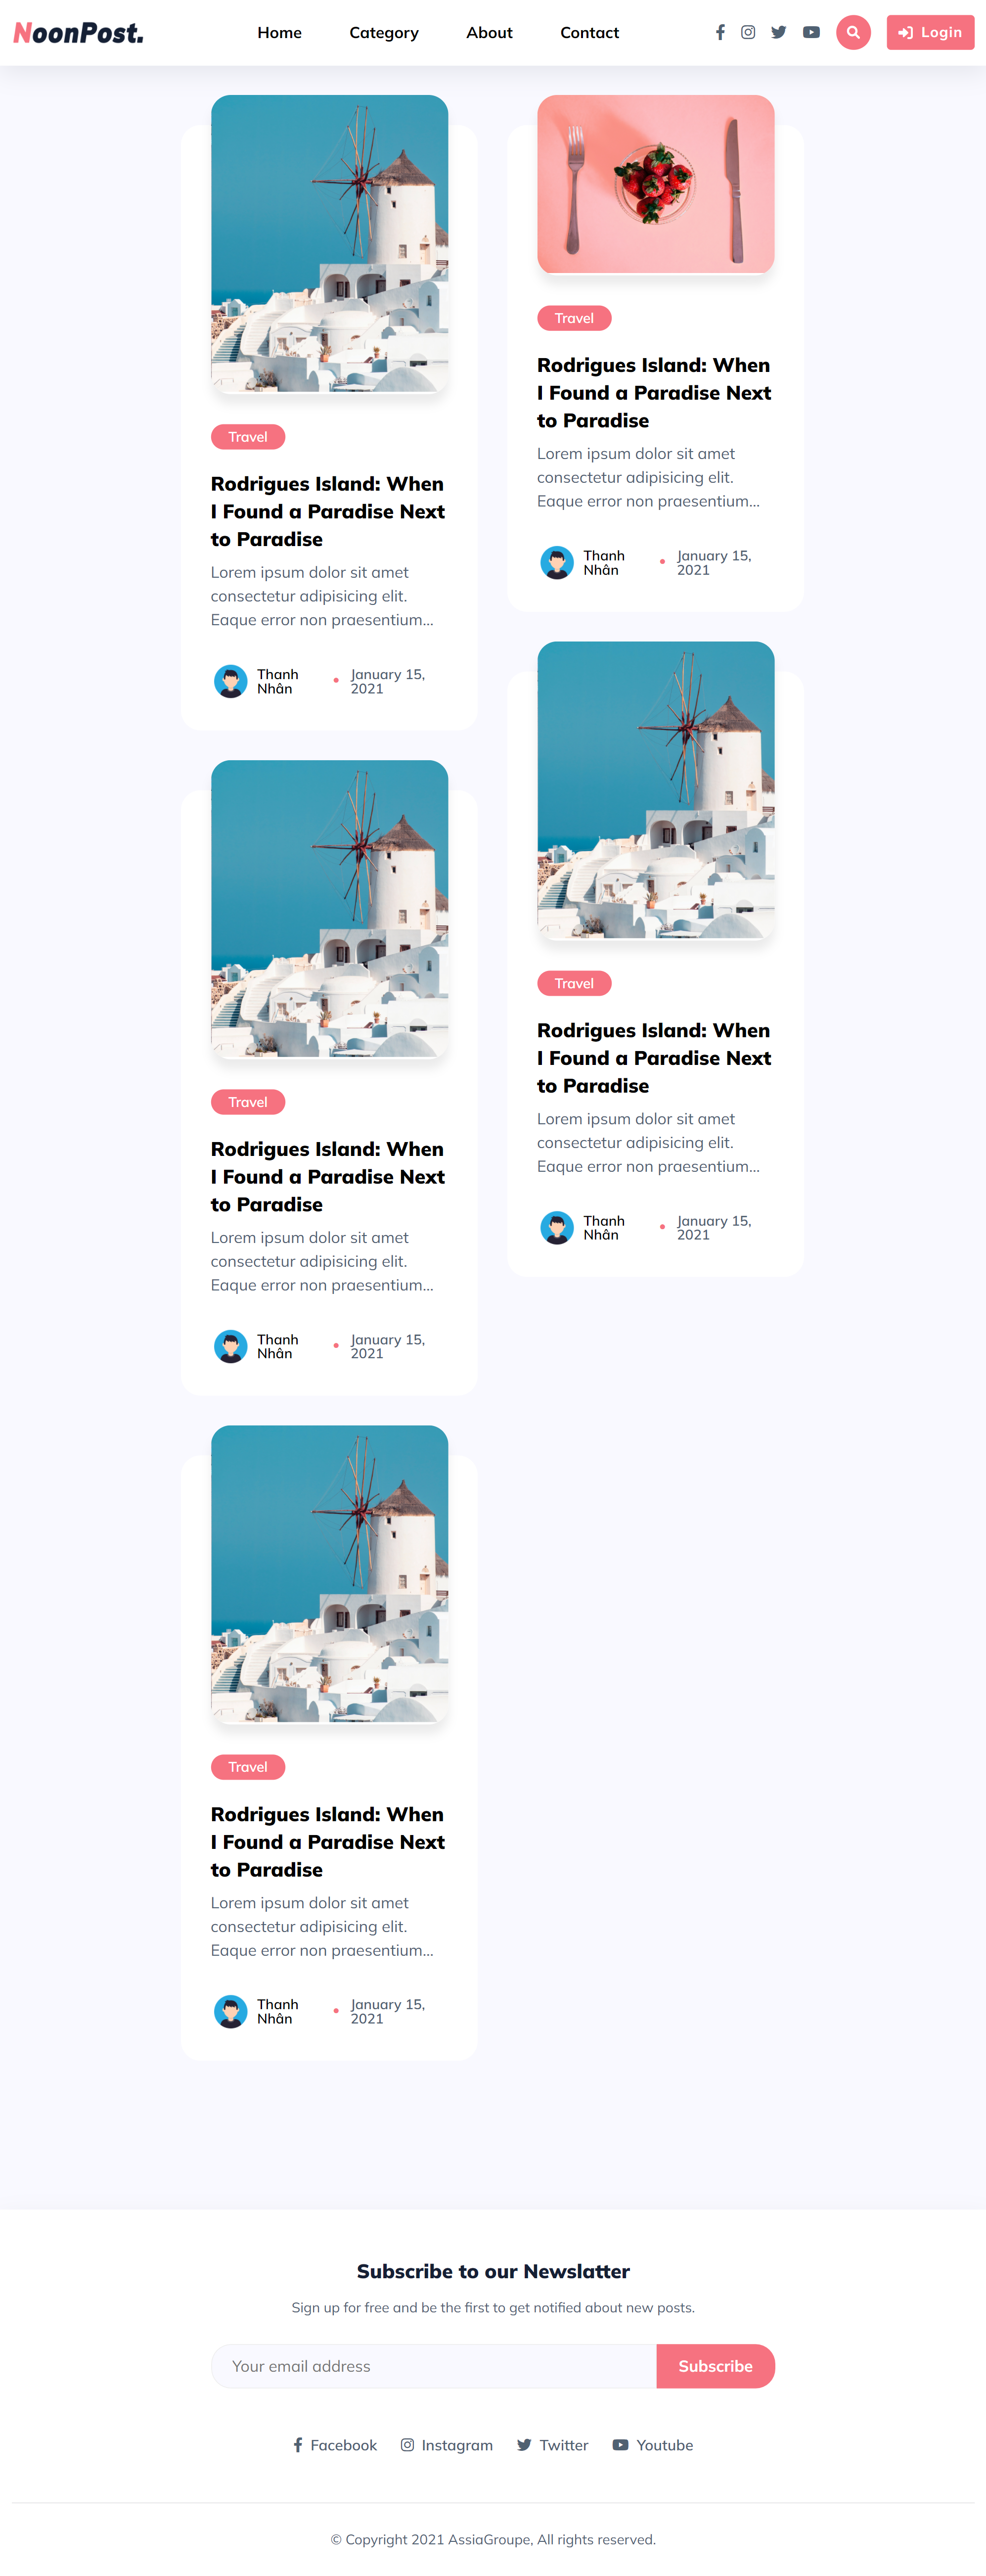 NoonPost.
Home
Category
About
Contact
Login
Travel
Rodrigues Island: When
I Found a Paradise Next
to Paradise
Lorem ipsum dolor sit amet
consectetur adipisicing elit.
Eaque error non praesentium...
Thanh
Nhân
January 15,
2021
Travel
Rodrigues Island: When
I Found a Paradise Next
to Paradise
Lorem ipsum dolor sit amet
consectetur adipisicing elit.
Eaque error non praesentium...
Thanh
Nhân
January 15,
2021
Travel
Rodrigues Island: When
I Found a Paradise Next
to Paradise
Lorem ipsum dolor sit amet
consectetur adipisicing elit.
Eaque error non praesentium...
Thanh
Nhân
January 15,
2021
Travel
Rodrigues Island: When
I Found a Paradise Next
to Paradise
Lorem ipsum dolor sit amet
consectetur adipisicing elit.
Eaque error non praesentium...
Thanh
Nhân
January 15,
2021
Travel
Rodrigues Island: When
I Found a Paradise Next
to Paradise
Lorem ipsum dolor sit amet
consectetur adipisicing elit.
Eaque error non praesentium...
Thanh
Nhân
January 15,
2021
Subscribe to our Newslatter
Sign up for free and be the first to get notified about new posts.
Your email address
Subscribe
Facebook
Instagram
Twitter
Youtube
© Copyright 2021 AssiaGroupe, All rights reserved.